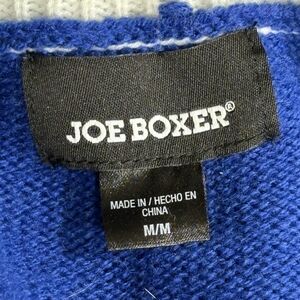 JOE BOXER®
MADE IN / HECHO EN
CHINA
M/M